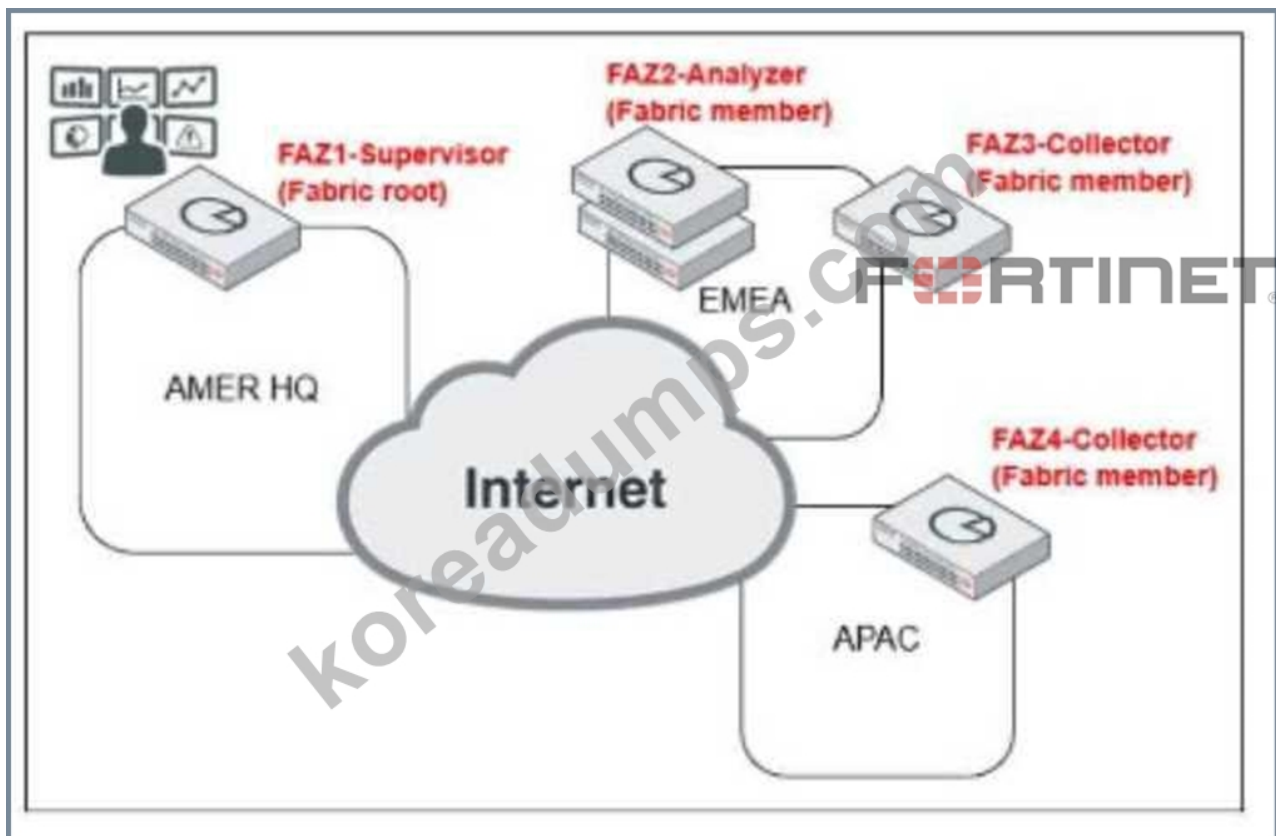 FAZ1-Supervisor
(Fabric root)
FAZ2-Analyzer
(Fabric member)
FAZ3-Collector
(Fabric member)
FORTINET
EMEA
AMER HQ
Internet
FAZ4-Collector
(Fabric member)
APAC
koreadumps.com